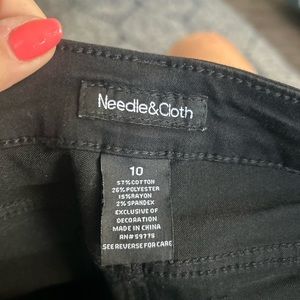 Needle&Cloth
10
57% COTTON
26% POLYESTER
15% RAYON
2% SPANDEX
EXCLUSIVE OF
DECORATION
MADE IN CHINA
RN#59775
SEE REVERSE FOR CARE